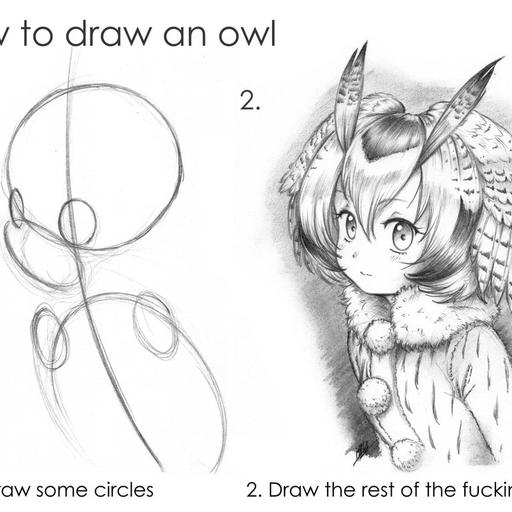 w to draw an owl
2.
raw some circles
2. Draw the rest of the fuckin